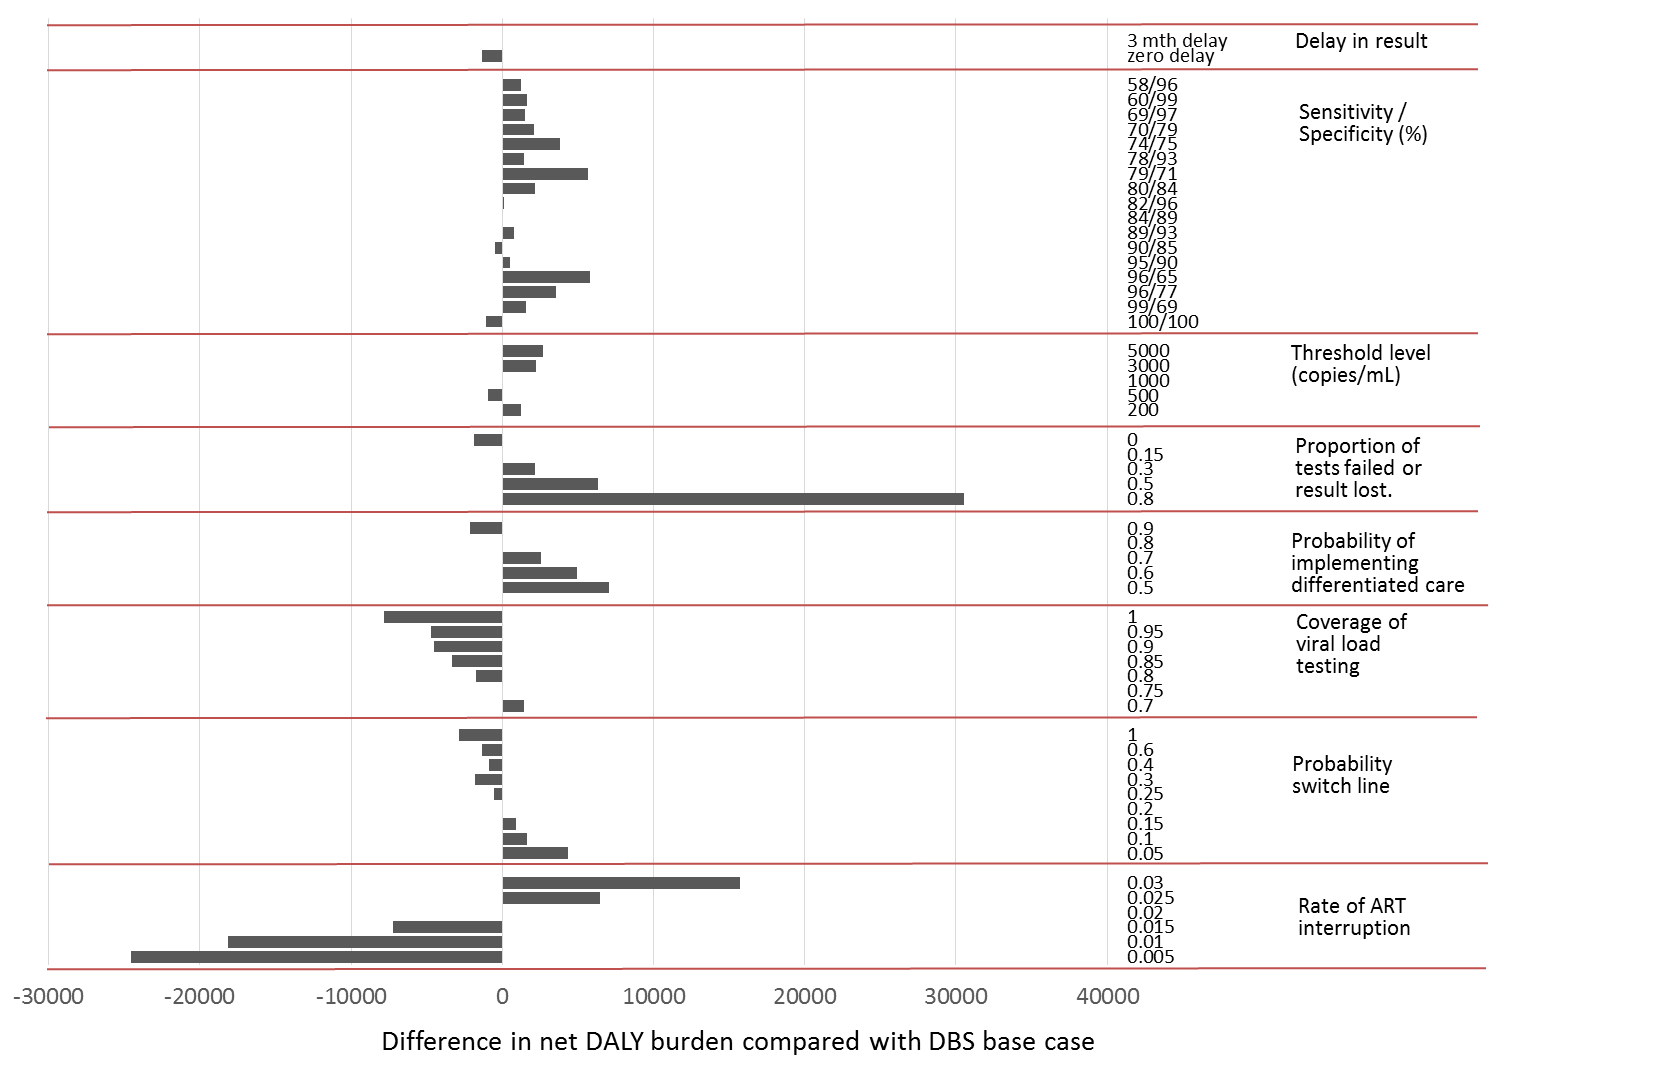 3 mth delay
zero delay
Delay in result
58/96
60/99
69/97
70/79
74/75
78/93
79/71
80/84
82/96
84/89
89/93
90/85
95/90
96/65
96/77
99/69
100/100
Sensitivity /
Specificity (%)
5000
3000
1000
500
200
Threshold level
(copies/mL)
0
0.15
0.3
0.5
0.8
Proportion of
tests failed or
result lost.
0.9
0.8
0.7
0.6
0.5
Probability of
implementing
differentiated care
1
0.95
0.9
0.85
0.8
0.75
0.7
Coverage of
viral load
testing
1
0.6
0.4
0.3
0.25
0.2
0.15
0.1
0.05
Probability
switch line
0.03
0.025
0.02
0.015
0.01
0.005
Rate of ART
interruption
-30000 -20000 -10000 0 10000 20000 30000 40000
Difference in net DALY burden compared with DBS base case